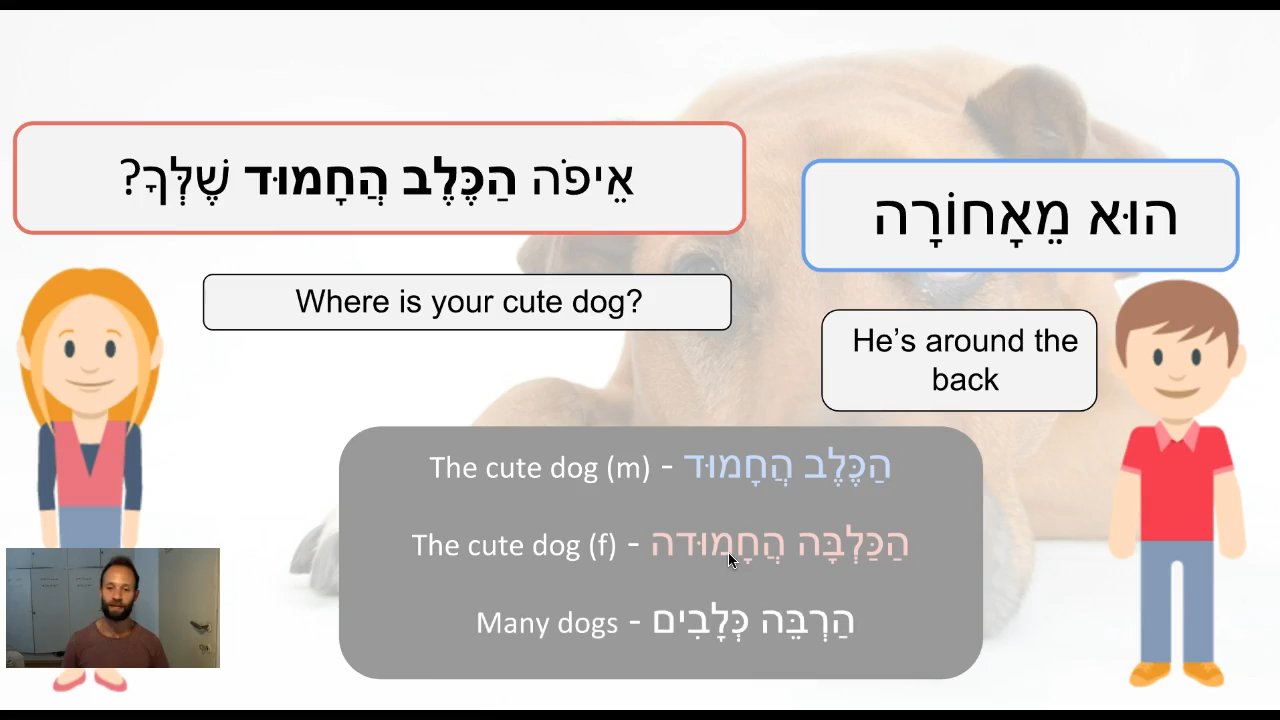 אֵיפֹה הַכֶּלֶב הֲחָמוּד שֶׁלְּךָ?
הוּא מֵאָחוֹרָה
Where is your cute dog?
He's around the
back
The cute dog (m) - הַכֶּלֶב הֲחָמוּד
The cute dog (f) - הַכַּלְבָּה הֲחָמוּדה
Many dogs - הַרְבֵּה כְּלָבִים